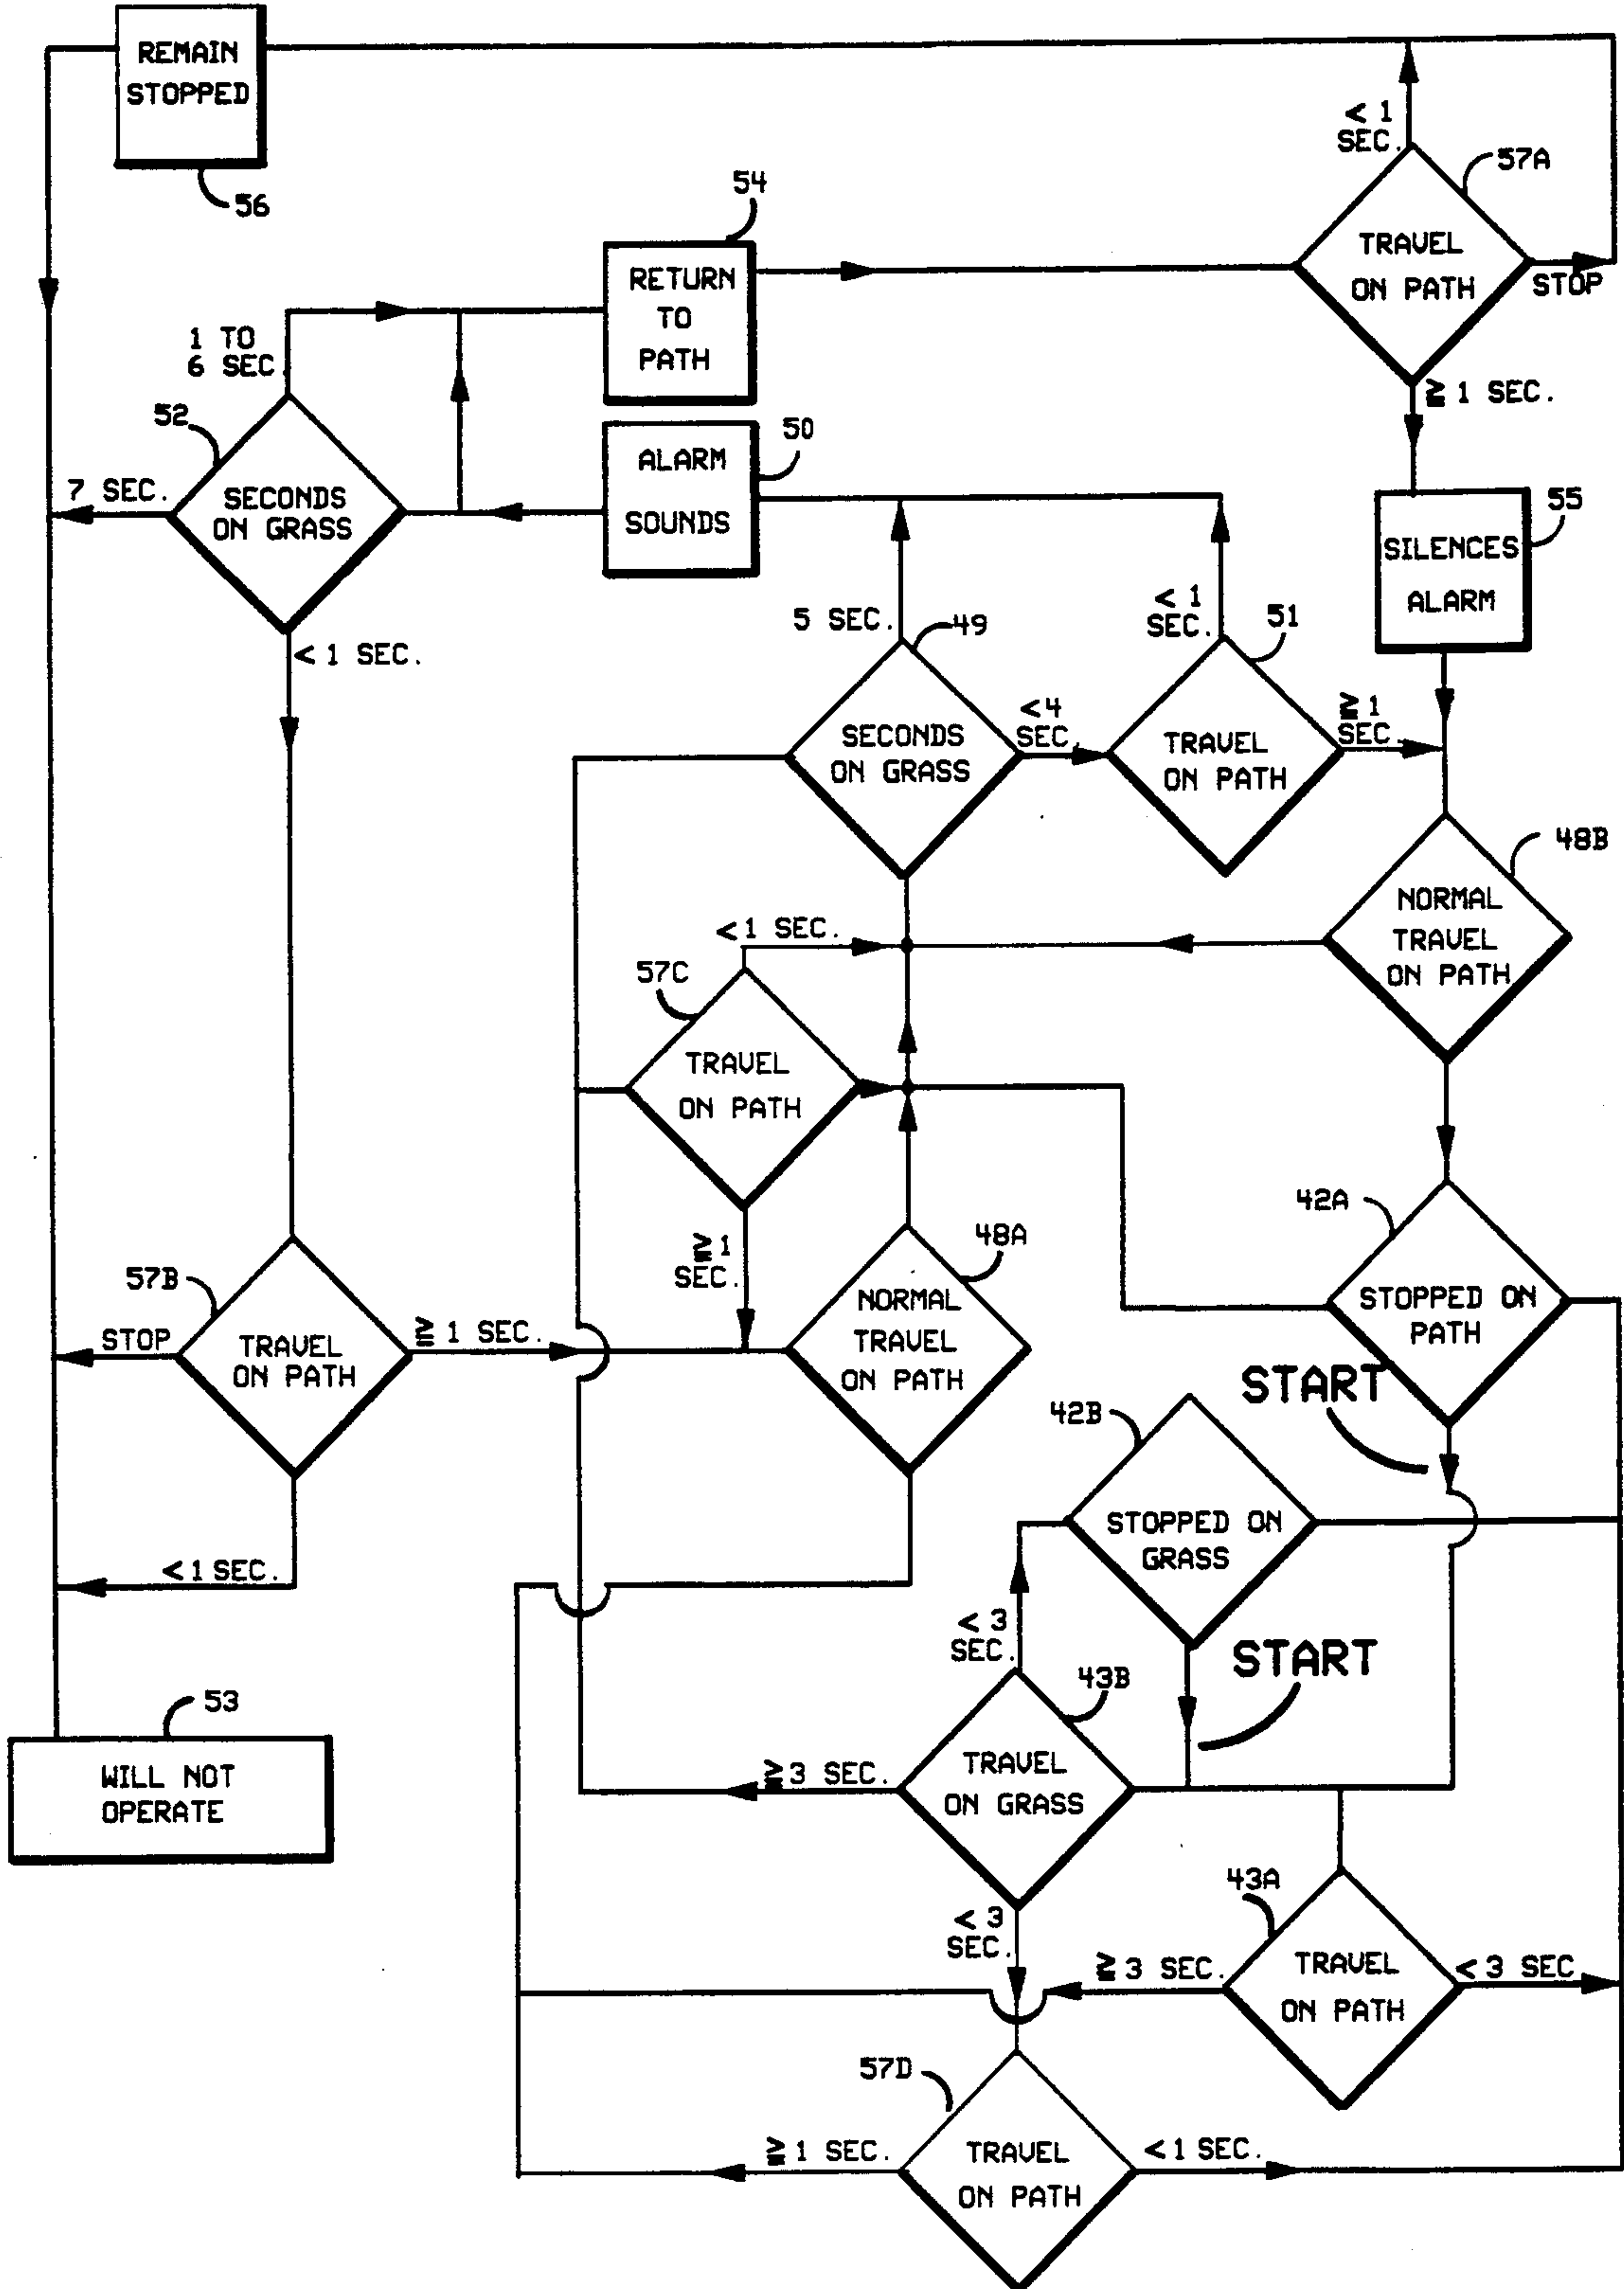 REMAIN
STOPPED
56
< 1
SEC.
57A
TRAVEL
ON PATH
STOP
≧ 1 SEC.
54
RETURN
TO
PATH
1 TO
6 SEC
52
SECONDS
ON GRASS
7 SEC.
< 1 SEC.
50
ALARM
SOUNDS
55
SILENCES
ALARM
5 SEC.
49
SECONDS
ON GRASS
<4
SEC.
< 1
SEC.
51
TRAVEL
ON PATH
≧ 1
SEC.
48B
NORMAL
TRAVEL
ON PATH
< 1 SEC.
57C
TRAVEL
ON PATH
≧ 1
SEC.
48A
NORMAL
TRAVEL
ON PATH
42A
STOPPED ON
PATH
START
57B
TRAVEL
ON PATH
STOP
≧ 1 SEC.
< 1 SEC.
42B
STOPPED ON
GRASS
START
< 3
SEC.
43B
TRAVEL
ON GRASS
≧ 3 SEC.
53
WILL NOT
OPERATE
< 3
SEC.
43A
TRAVEL
ON PATH
≧ 3 SEC.
< 3 SEC
57D
TRAVEL
ON PATH
≧ 1 SEC.
< 1 SEC.